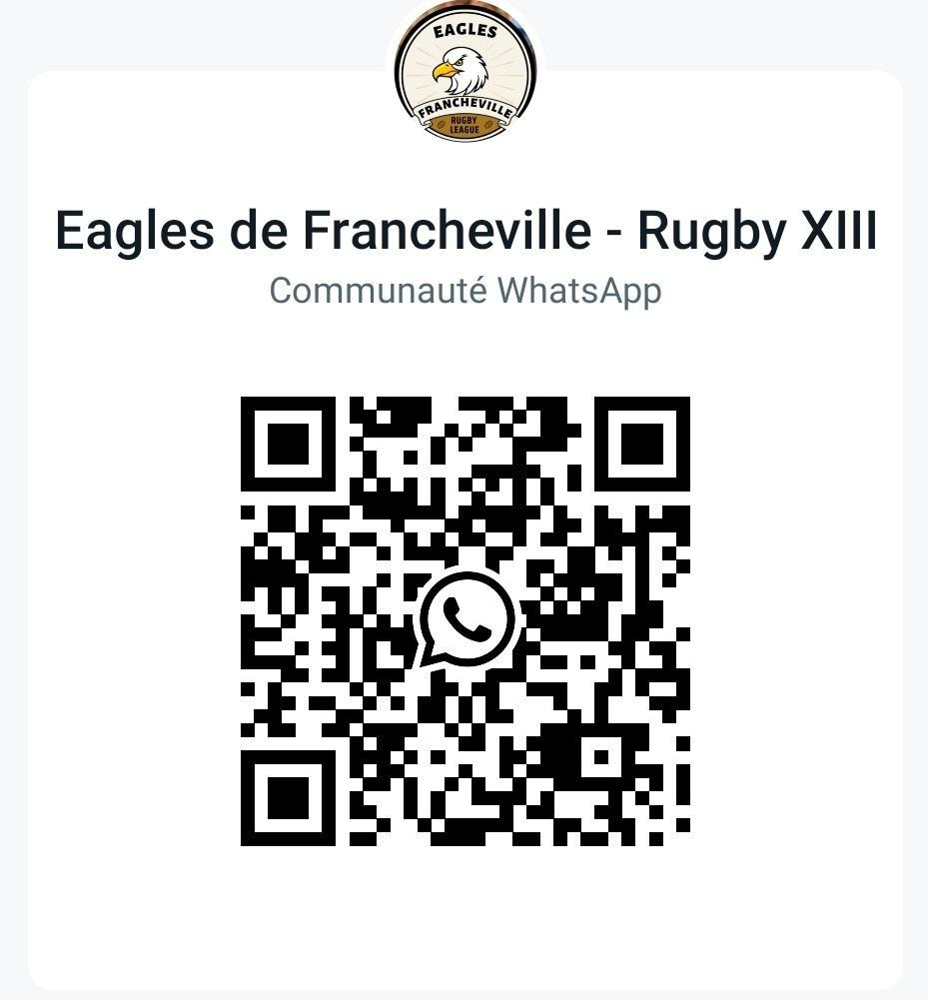 EAGLES
FRANCHEVILLE
RUGBY
LEAGUE
Eagles de Francheville - Rugby XIII
Communauté WhatsApp